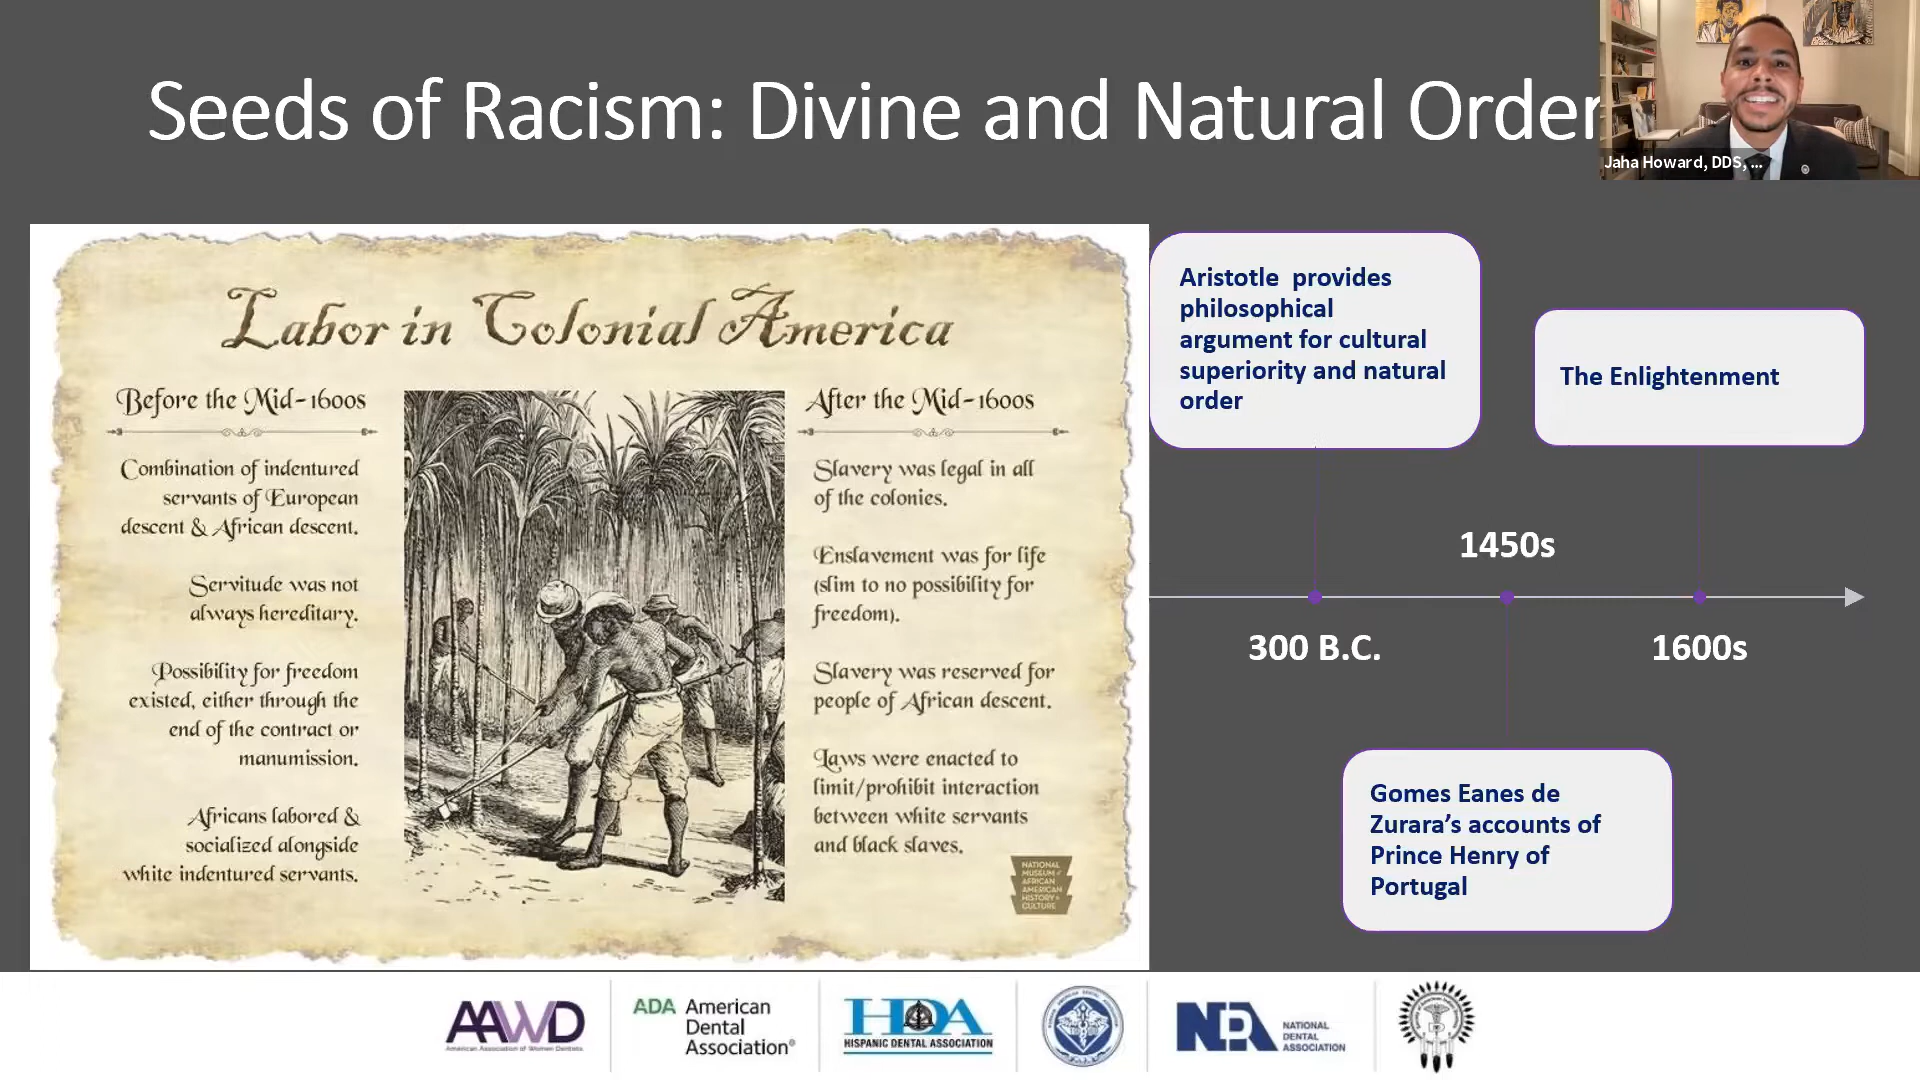 Seeds of Racism: Divine and Natural Order
Jaha Howard, DDS, ...
Labor in Colonial America
Before the Mid-1600s
Combination of indentured
servants of European
descent & African descent.
Servitude was not
always hereditary.
Possibility for freedom
existed, either through the
end of the contract or
manumission.
Africans labored &
socialized alongside
white indentured servants.
After the Mid-1600s
Slavery was legal in all
of the colonies.
Enslavement was for life
(slim to no possibility for
freedom).
Slavery was reserved for
people of African descent.
Laws were enacted to
limit/prohibit interaction
between white servants
and black slaves.
NATIONAL
MUSEUM of
AFRICAN
AMERICAN
HISTORY &
CULTURE
Aristotle  provides
philosophical
argument for cultural
superiority and natural
order
The Enlightenment
1450s
300 B.C.
1600s
Gomes Eanes de
Zurara’s accounts of
Prince Henry of
Portugal
AAWD
American Association of Women Dentists
ADA American
Dental
Association®
HDA
HISPANIC DENTAL ASSOCIATION
NDA
NATIONAL
DENTAL
ASSOCIATION